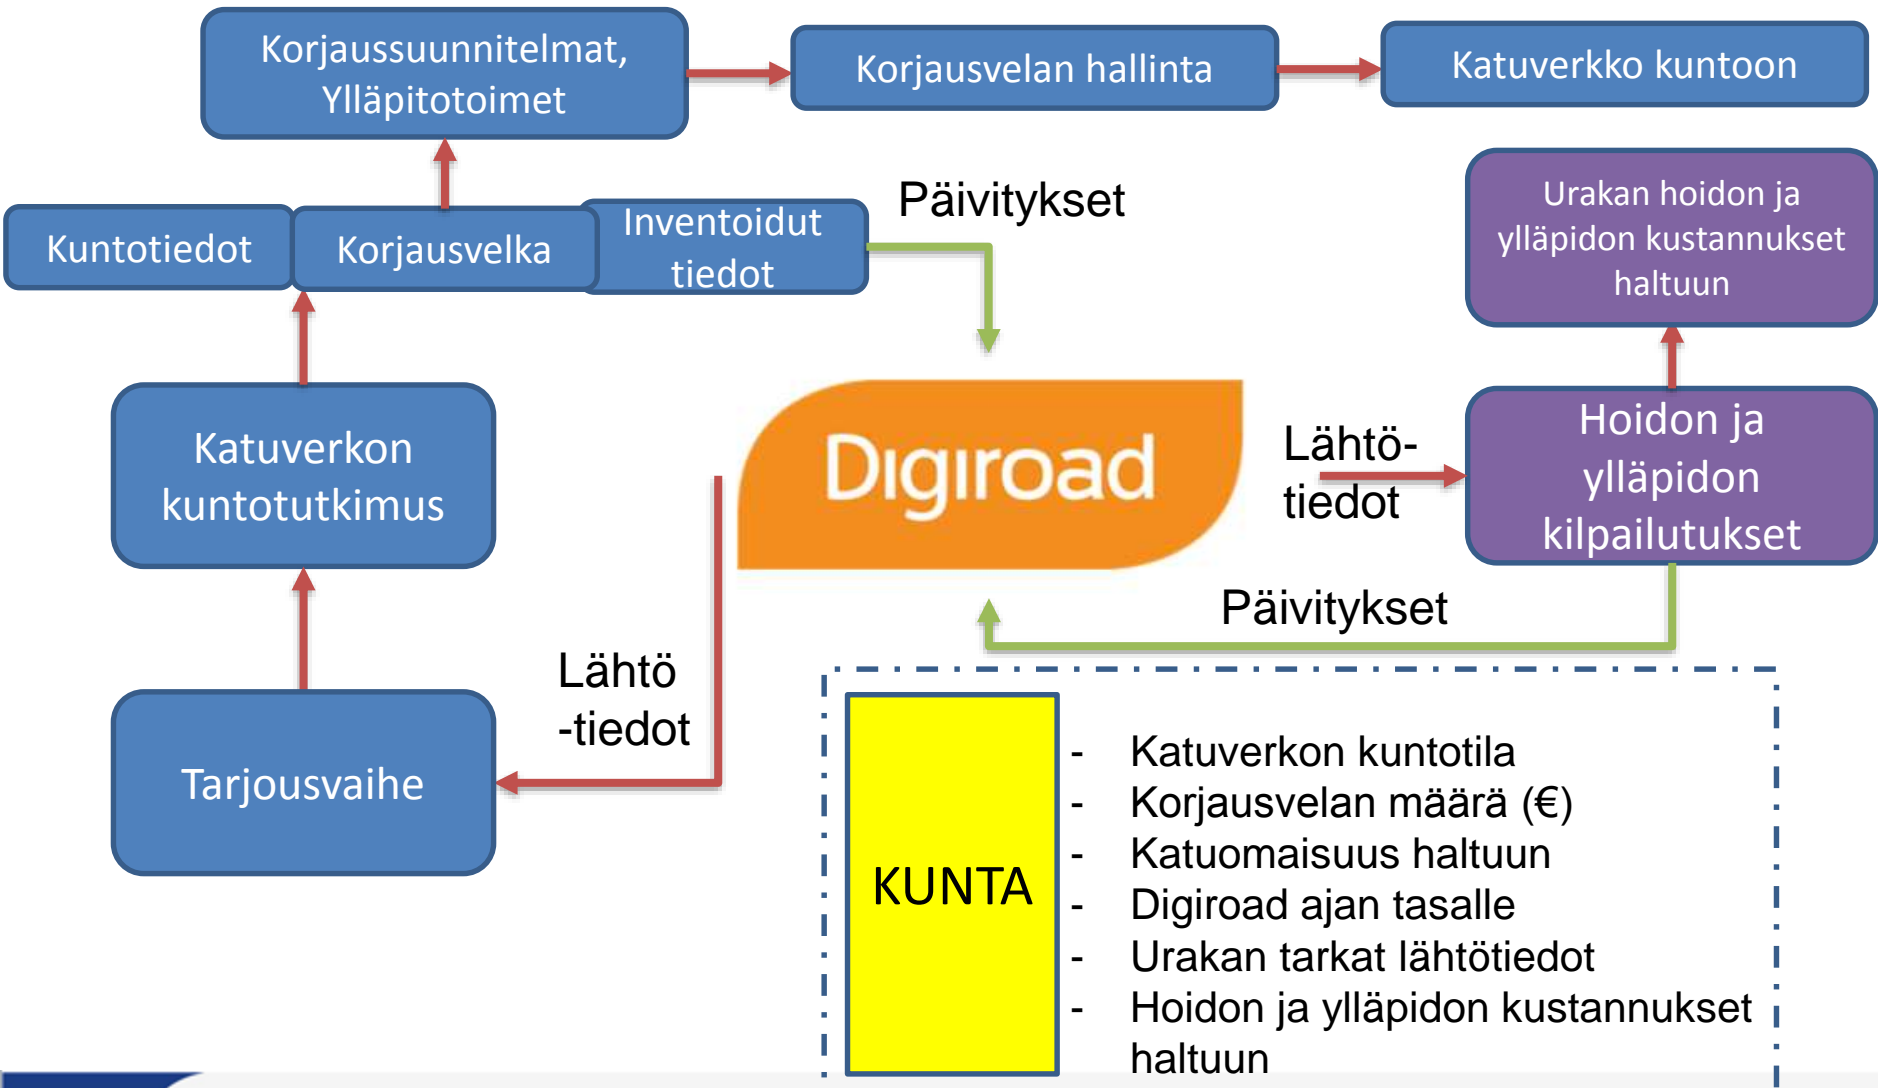 Korjaussuunnitelmat,
Ylläpitotoimet
Korjausvelan hallinta
Katuverkko kuntoon
Kuntotiedot
Korjausvelka
Inventoidut
tiedot
Päivitykset
Urakan hoidon ja
ylläpidon kustannukset
haltuun
Katuverkon
kuntotutkimus
Digiroad
Lähtö-
tiedot
Hoidon ja
ylläpidon
kilpailutukset
Päivitykset
Lähtö
-tiedot
Tarjousvaihe
KUNTA
- Katuverkon kuntotila
- Korjausvelan määrä (€)
- Katuomaisuus haltuun
- Digiroad ajan tasalle
- Urakan tarkat lähtötiedot
- Hoidon ja ylläpidon kustannukset
haltuun